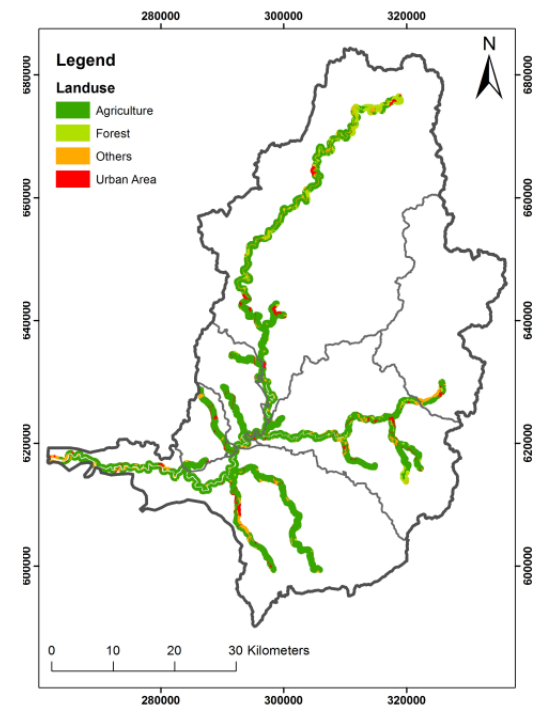 280000 300000 320000
N
Legend
Landuse
Agriculture
Forest
Others
Urban Area
680000 680000
660000 660000
640000 640000
620000 620000
600000 600000
0 10 20 30 Kilometers
280000 300000 320000